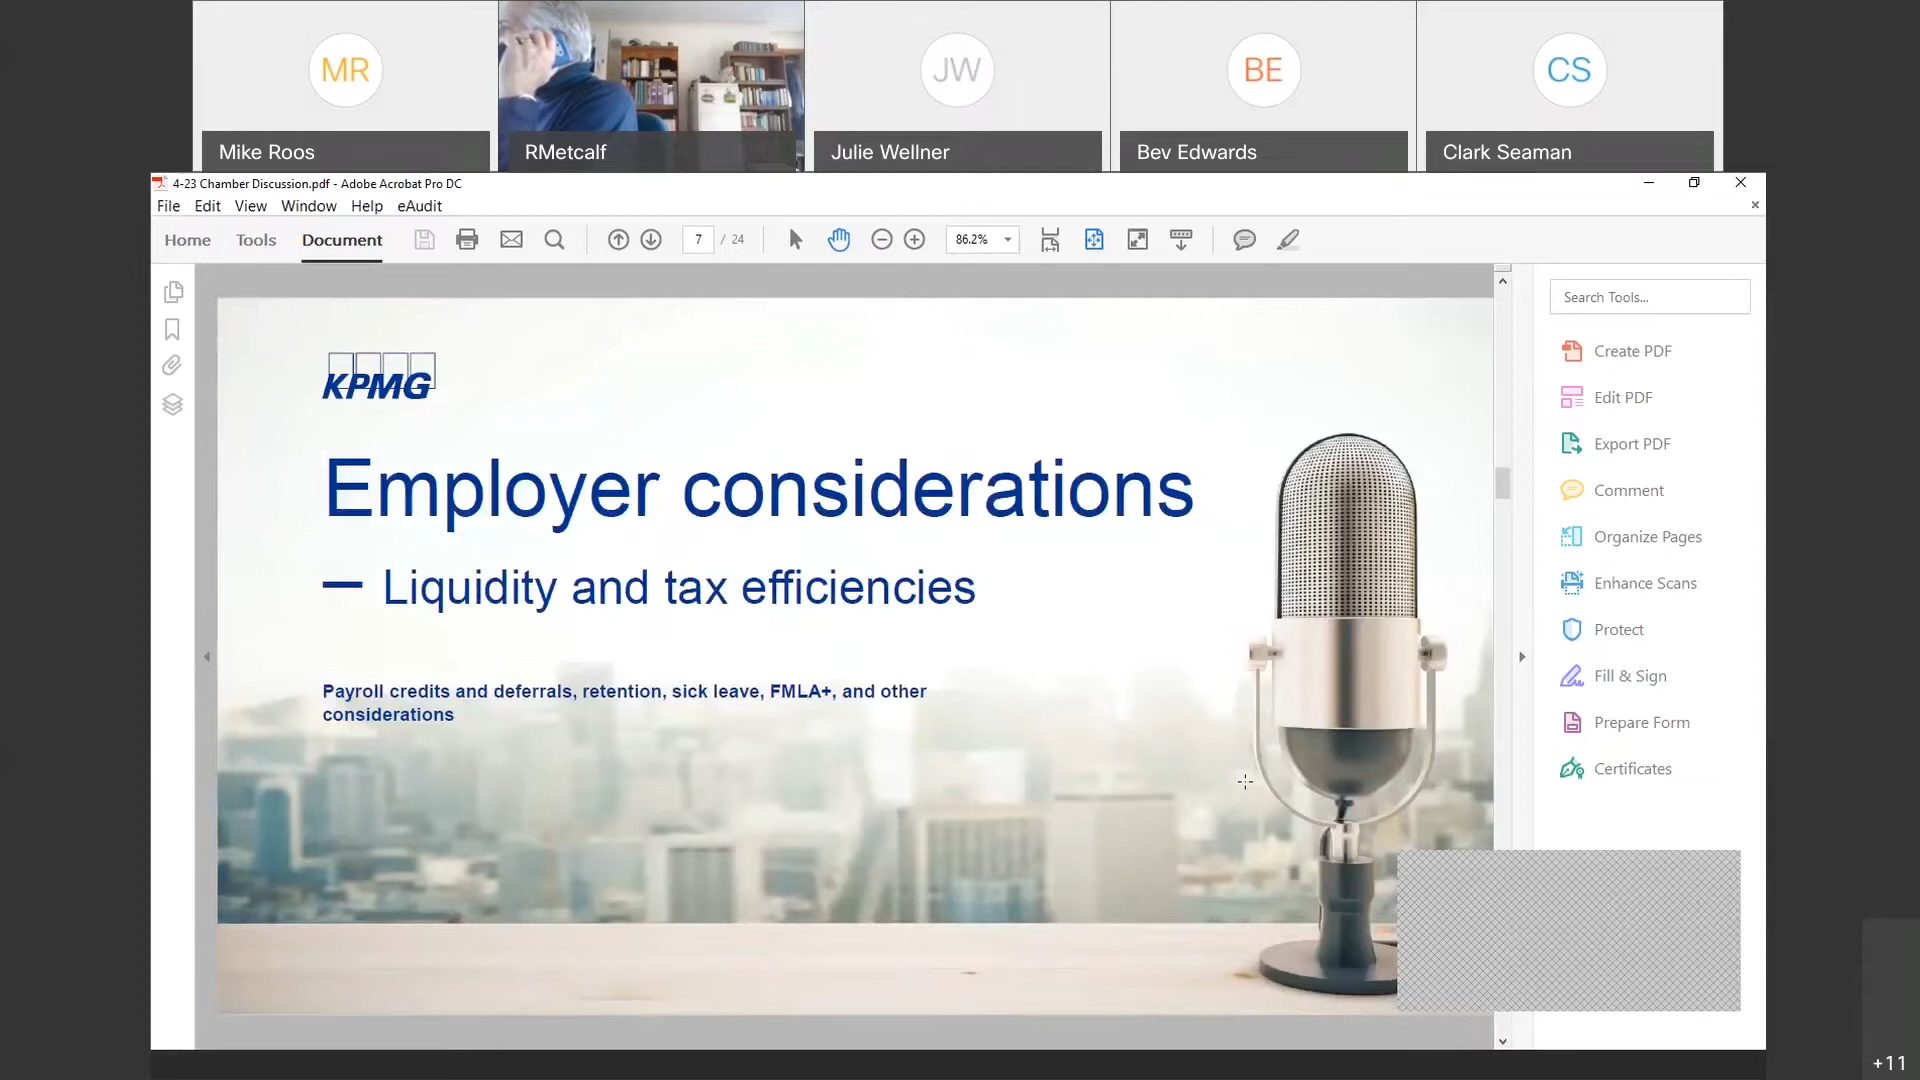 MR
JW
BE
CS
Mike Roos
RMetcalf
Julie Wellner
Bev Edwards
Clark Seaman
4-23 Chamber Discussion.pdf - Adobe Acrobat Pro DC
File Edit View Window Help eAudit
Home Tools Document 7 / 24 86.2%
Search Tools...
Create PDF
Edit PDF
Export PDF
Comment
Organize Pages
Enhance Scans
Protect
Fill & Sign
Prepare Form
Certificates
KPMG
Employer considerations
— Liquidity and tax efficiencies
Payroll credits and deferrals, retention, sick leave, FMLA+, and other
considerations
+11